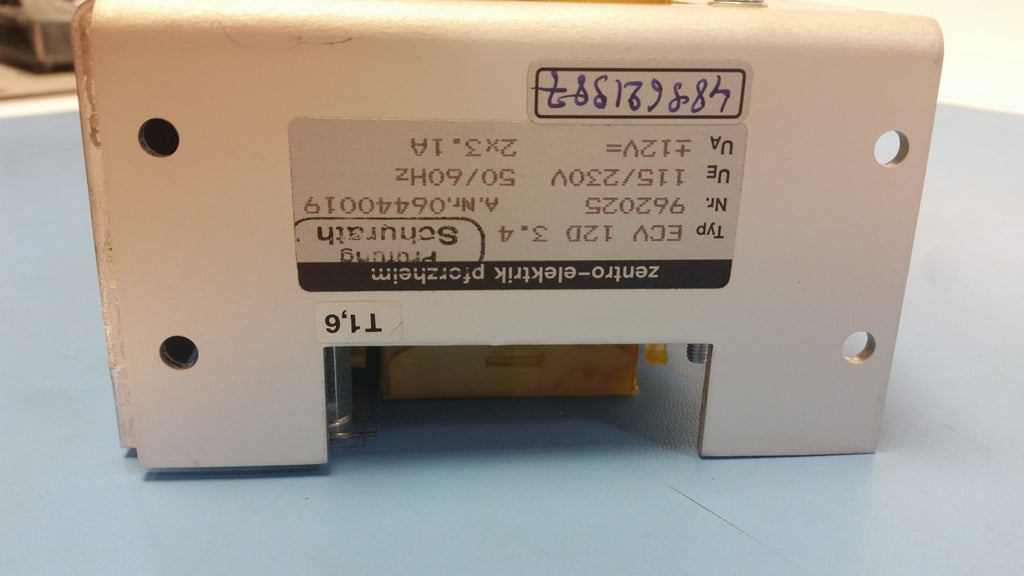 T1,6
zentro-elektrik pforzheim
Prüfung
Typ ECV 12D 3.4 Schurath
Nr. 962025 A.Nr.06440019
UE 115/230V 50/60Hz
UA ±12V= 2x3.1A